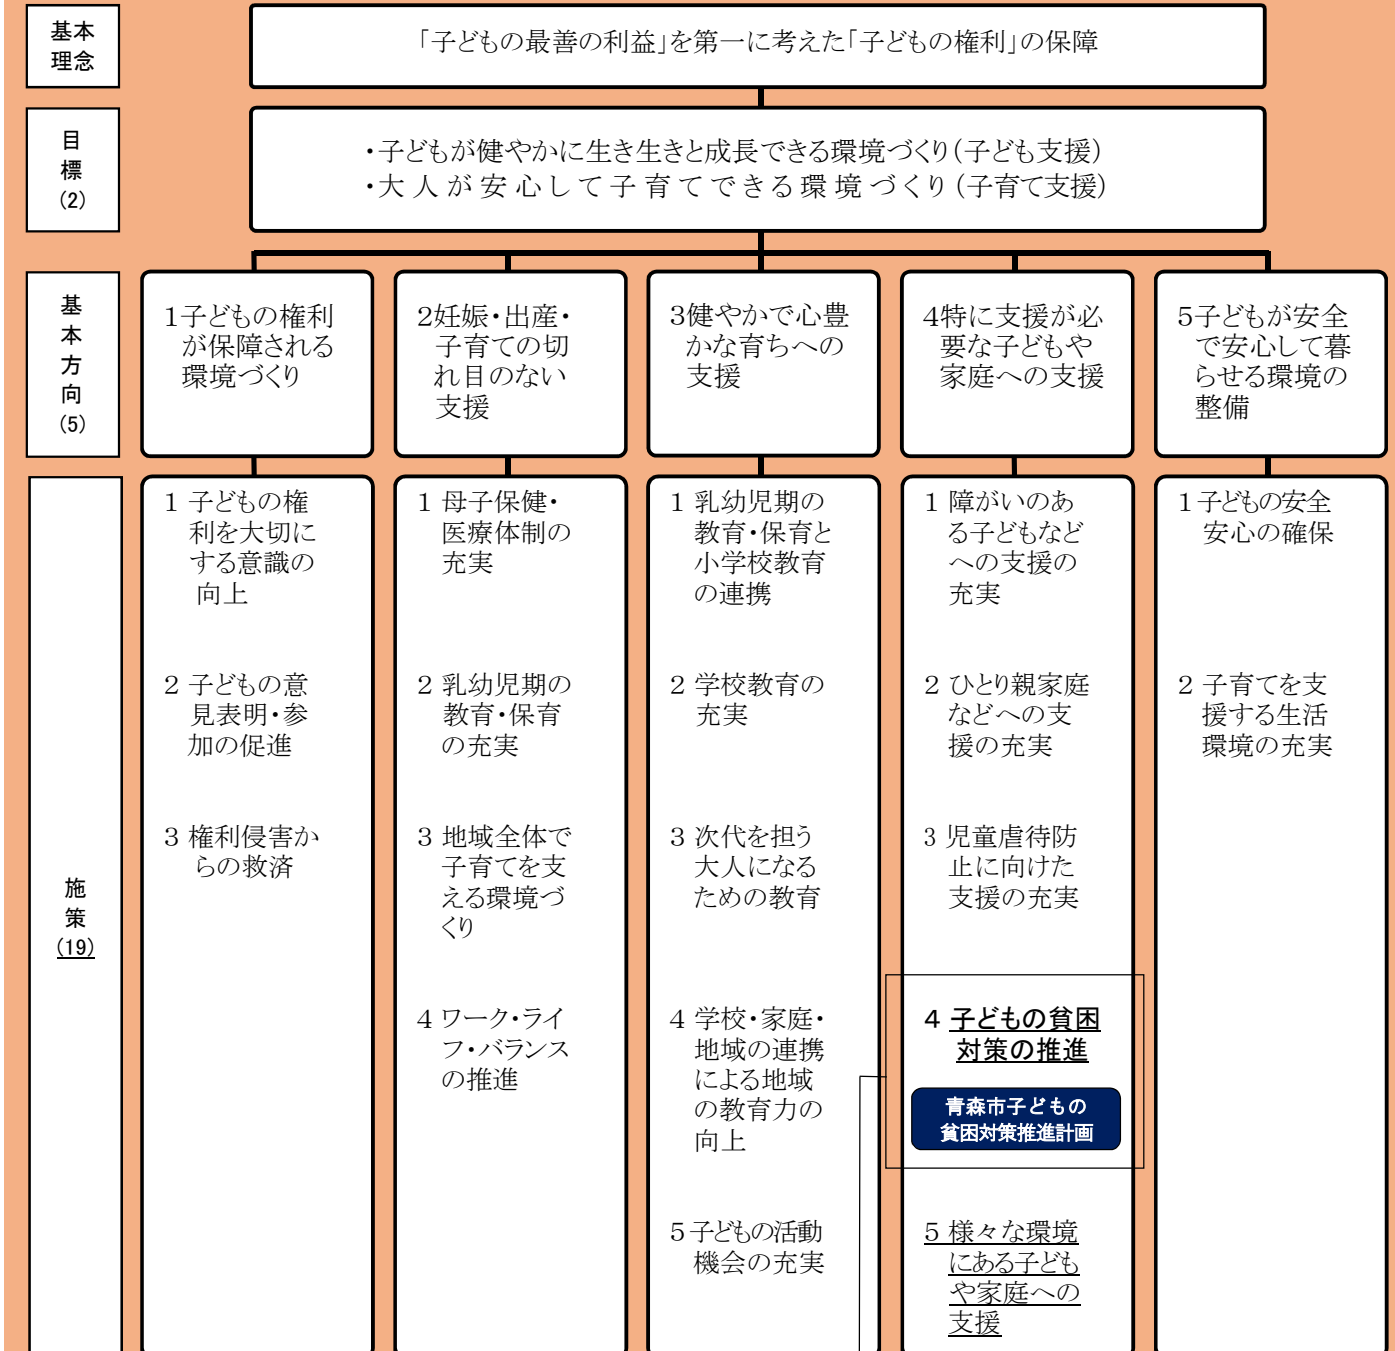 基本
理念
「子どもの最善の利益」を第一に考えた「子どもの権利」の保障
目
標
(2)
・子どもが健やかに生き生きと成長できる環境づくり(子ども支援)
・大人が安心して子育てできる環境づくり(子育て支援)
基
本
方
向
(5)
1子どもの権利
が保障される
環境づくり
2妊娠・出産・
子育ての切
れ目のない
支援
3健やかで心豊
かな育ちへの
支援
4特に支援が必
要な子どもや
家庭への支援
5子どもが安全
で安心して暮
らせる環境の
整備
施
策
(19)
1 子どもの権
利を大切に
する意識の
向上
2 子どもの意
見表明・参
加の促進
3 権利侵害か
らの救済
1 母子保健・
医療体制の
充実
2 乳幼児期の
教育・保育
の充実
3 地域全体で
子育てを支
える環境づ
くり
4 ワーク・ライ
フ・バランス
の推進
1 乳幼児期の
教育・保育と
小学校教育
の連携
2 学校教育の
充実
3 次代を担う
大人になる
ための教育
4 学校・家庭・
地域の連携
による地域
の教育力の
向上
5 子どもの活動
機会の充実
1 障がいのあ
る子どもなど
への支援の
充実
2 ひとり親家庭
などへの支
援の充実
3 児童虐待防
止に向けた
支援の充実
4 子どもの貧困
対策の推進
青森市子どもの
貧困対策推進計画
5 様々な環境
にある子ども
や家庭への
支援
1子どもの安全
安心の確保
2 子育てを支
援する生活
環境の充実